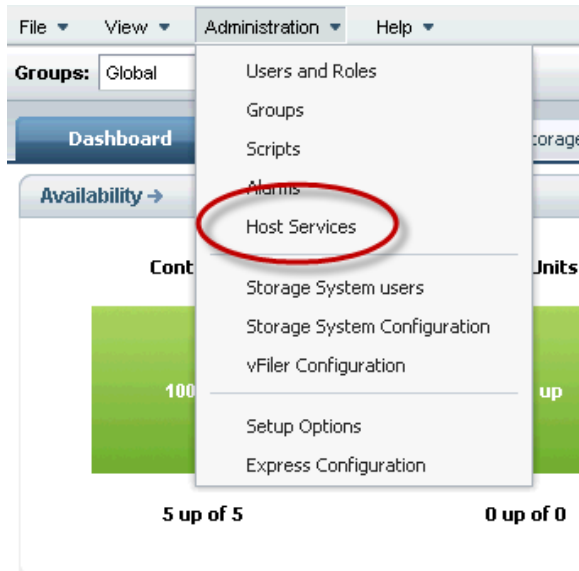 File View Administration Help
Groups: Global
Users and Roles
Groups
Dashboard
Scripts
Availability
Alarms
Host Services
Cont
Units
Storage System users
Storage System Configuration
vFiler Configuration
100
up
Setup Options
Express Configuration
5 up of 5
0 up of 0